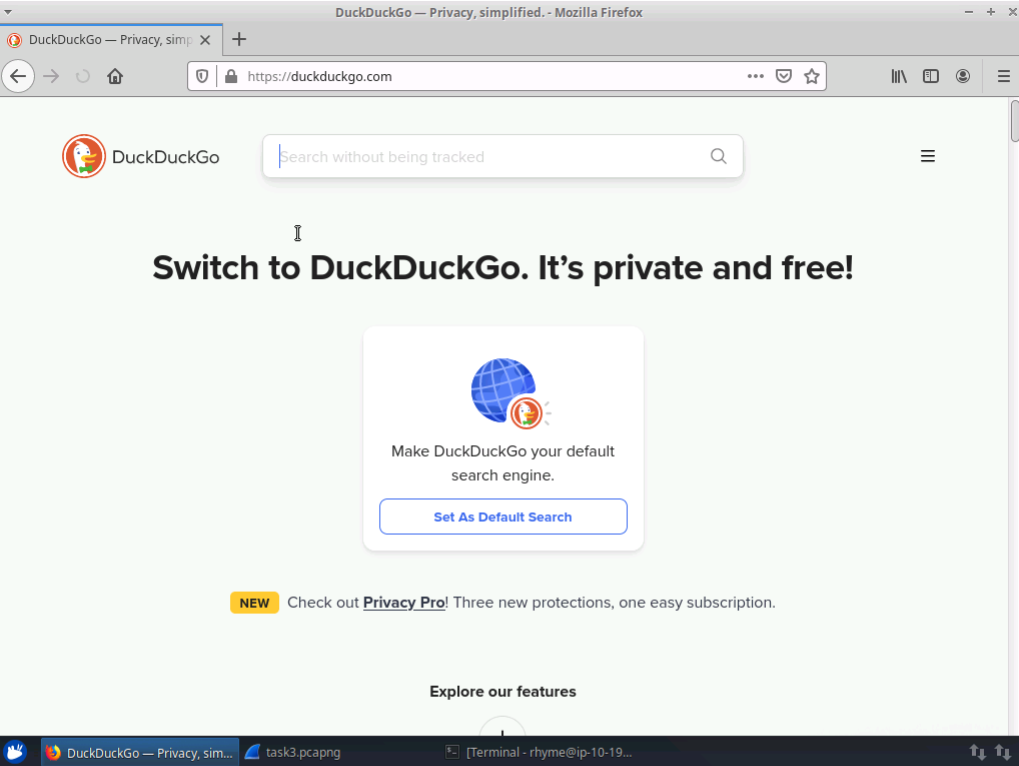 DuckDuckGo — Privacy, simplified. - Mozilla Firefox
DuckDuckGo — Privacy, simp
https://duckduckgo.com
DuckDuckGo
Search without being tracked
Switch to DuckDuckGo. It’s private and free!
Make DuckDuckGo your default
search engine.
Set As Default Search
NEW Check out Privacy Pro! Three new protections, one easy subscription.
Explore our features
DuckDuckGo — Privacy, sim...
task3.pcapng
[Terminal - rhyme@ip-10-19...